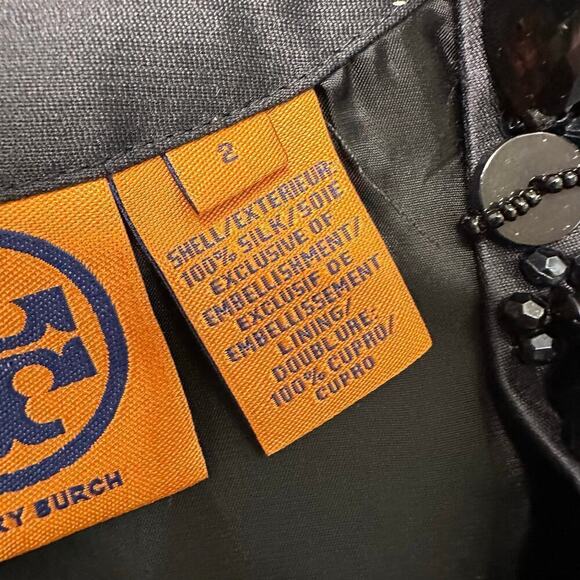 2
SHELL/EXTERIEUR:
100% SILK/SOIE
EXCLUSIVE OF
EMBELLISHMENT/
EXCLUSIF DE
EMBELLISSEMENT
LINING/
DOUBLURE:
100% CUPRO/
CUPRO
RY BURCH